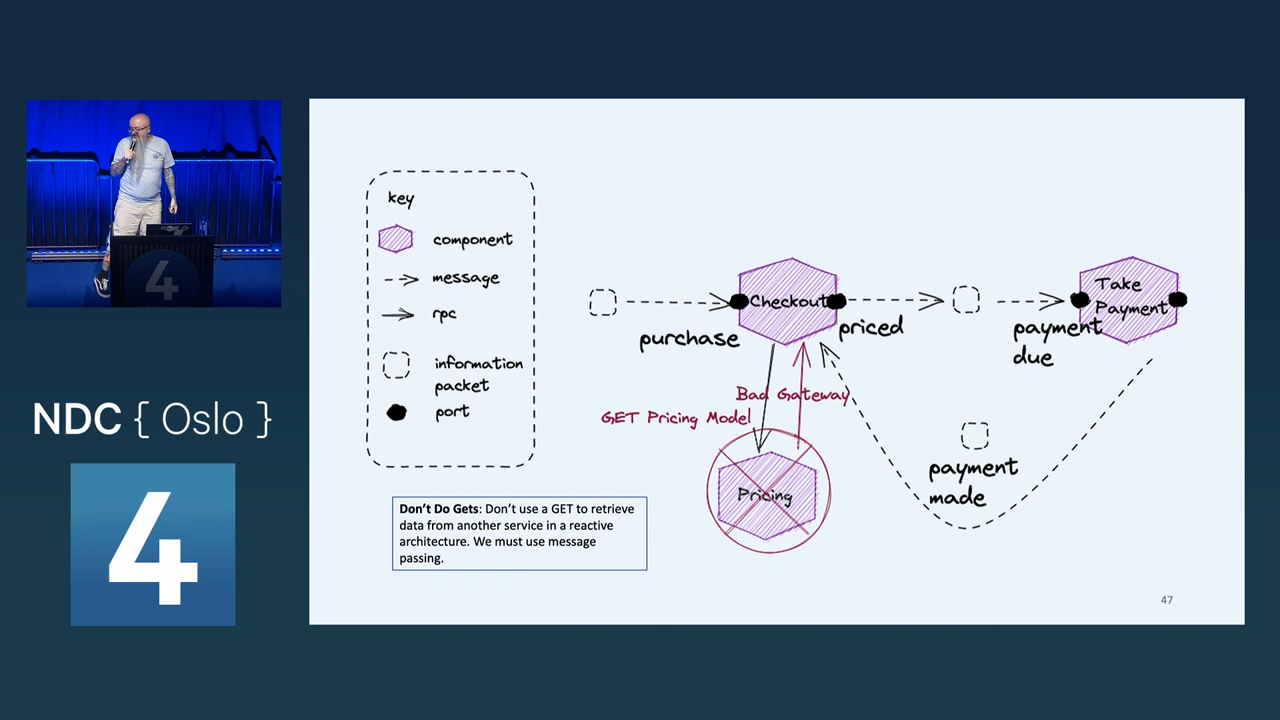 key
component
message
rpc
information
packet
port
Checkout
purchase
priced
Take
Payment
payment
due
Bad Gateway
GET Pricing Model
Pricing
payment
made
Don't Do Gets: Don't use a GET to retrieve
data from another service in a reactive
architecture. We must use message
passing.
47
NDC { Oslo }
4
4